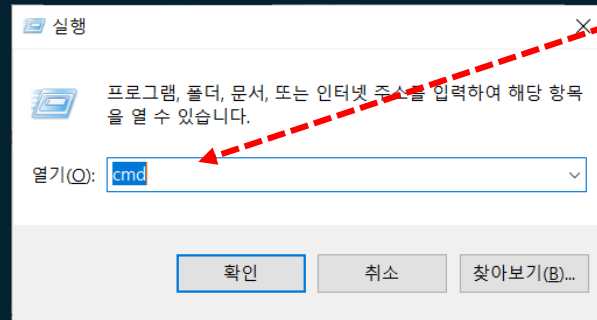 실행
프로그램, 폴더, 문서, 또는 인터넷 주소를 입력하여 해당 항목
을 열 수 있습니다.
열기(O): cmd
확인 취소 찾아보기(B)...